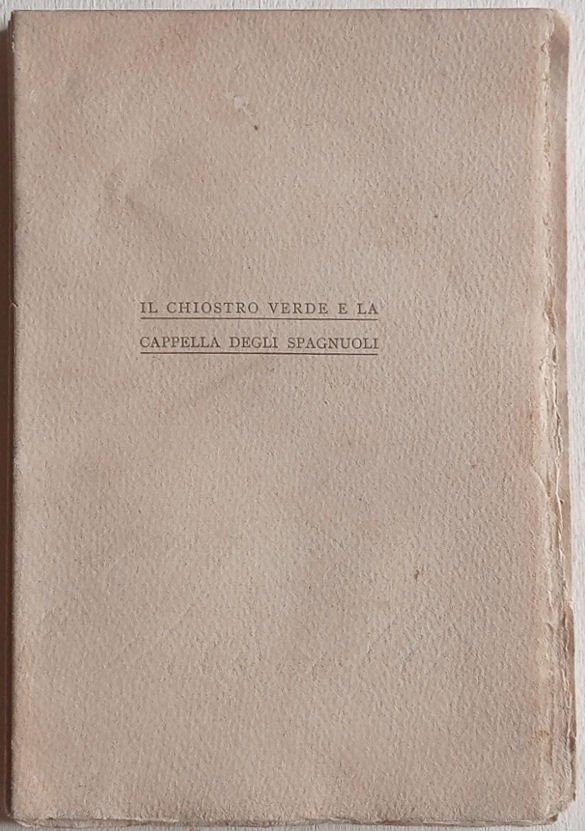 IL CHIOSTRO VERDE E LA
CAPPELLA DEGLI SPAGNUOLI